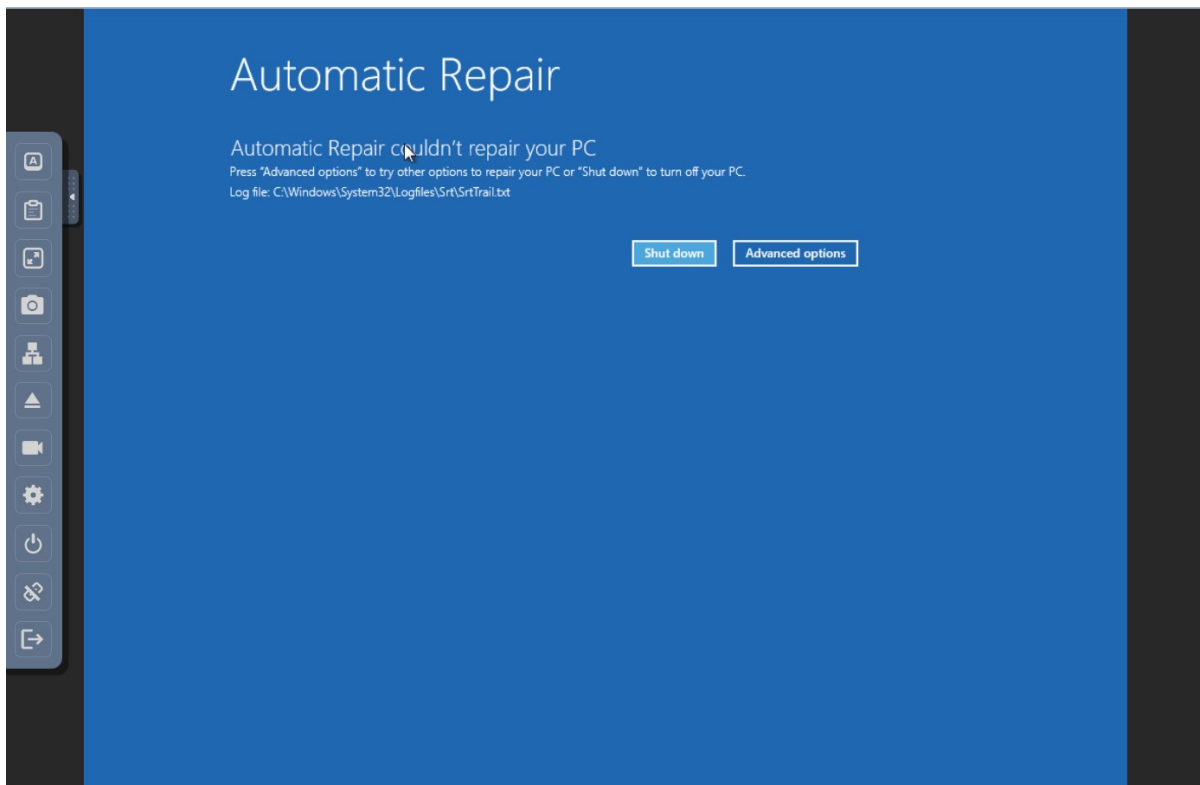 Automatic Repair
Automatic Repair couldn't repair your PC
Press "Advanced options" to try other options to repair your PC or "Shut down" to turn off your PC.
Log file: C:\Windows\System32\Logfiles\Srt\SrtTrail.txt
Shut down Advanced options
A